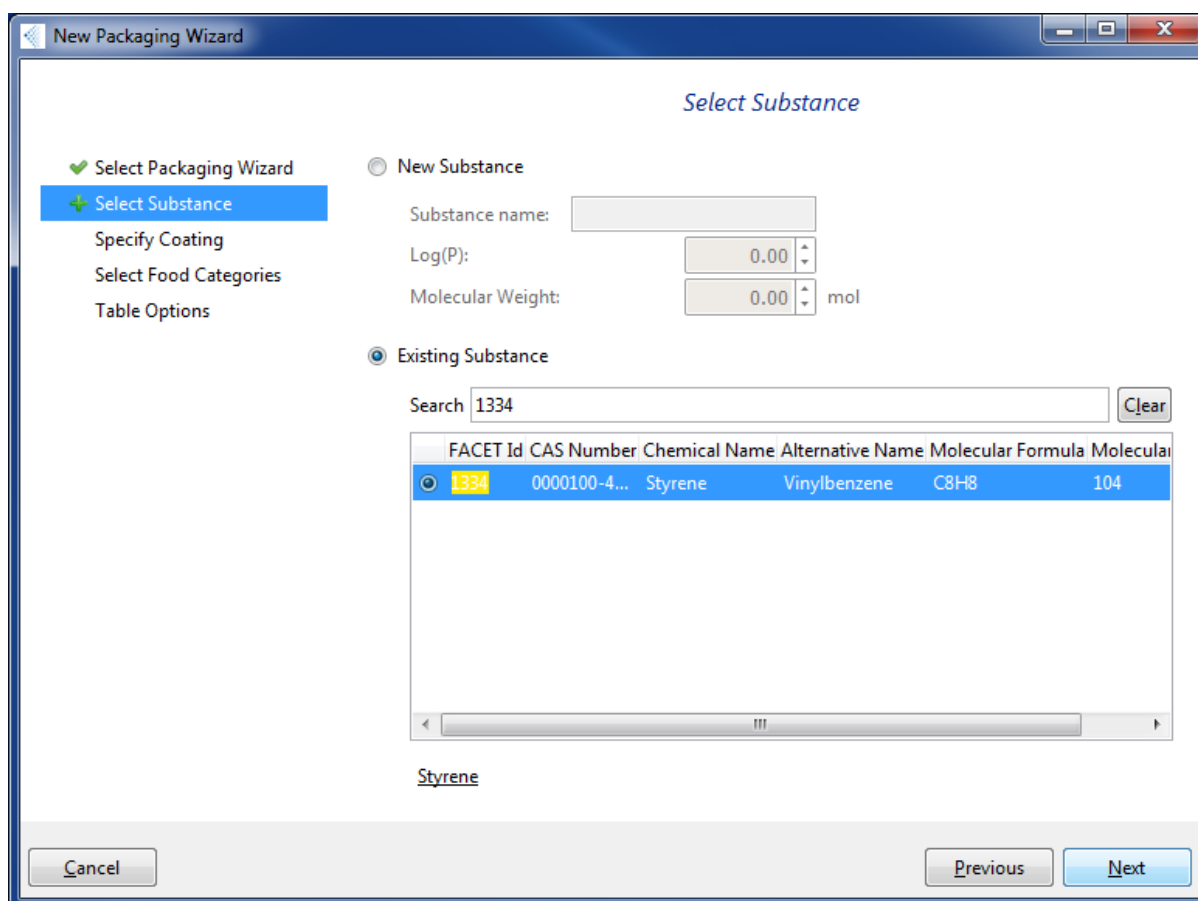 New Packaging Wizard
Select Substance
Select Packaging Wizard
Select Substance
Specify Coating
Select Food Categories
Table Options
New Substance
Substance name:
Log(P): 0.00
Molecular Weight: 0.00 mol
Existing Substance
Search 1334 Clear
FACET Id CAS Number Chemical Name Alternative Name Molecular Formula Molecular
1334 0000100-4... Styrene Vinylbenzene C8H8 104
Styrene
Cancel Previous Next